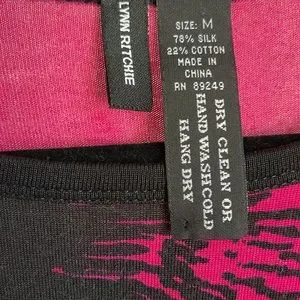 LYNN RITCHIE
SIZE: M
78% SILK
22% COTTON
MADE IN
CHINA
RN 89249
DRY CLEAN OR
HAND WASH COLD
HANG DRY